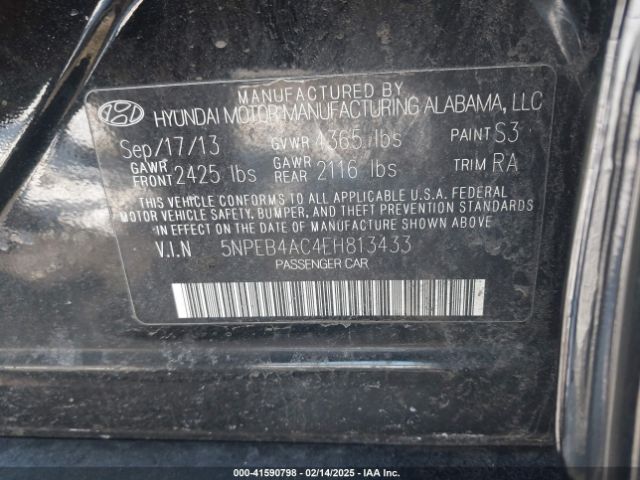 MANUFACTURED BY
HYUNDAI MOTOR MANUFACTURING ALABAMA, LLC
Sep/17/13 GVWR 4365 lbs PAINT S3
GAWR FRONT 2425 lbs GAWR REAR 2116 lbs TRIM RA
THIS VEHICLE CONFORMS TO ALL APPLICABLE U.S.A. FEDERAL
MOTOR VEHICLE SAFETY, BUMPER, AND THEFT PREVENTION STANDARDS
IN EFFECT ON THE DATE OF MANUFACTURE SHOWN ABOVE.
V.I.N 5NPEB4AC4EH813433
PASSENGER CAR
000-41590798 - 02/14/2025 - IAA Inc.